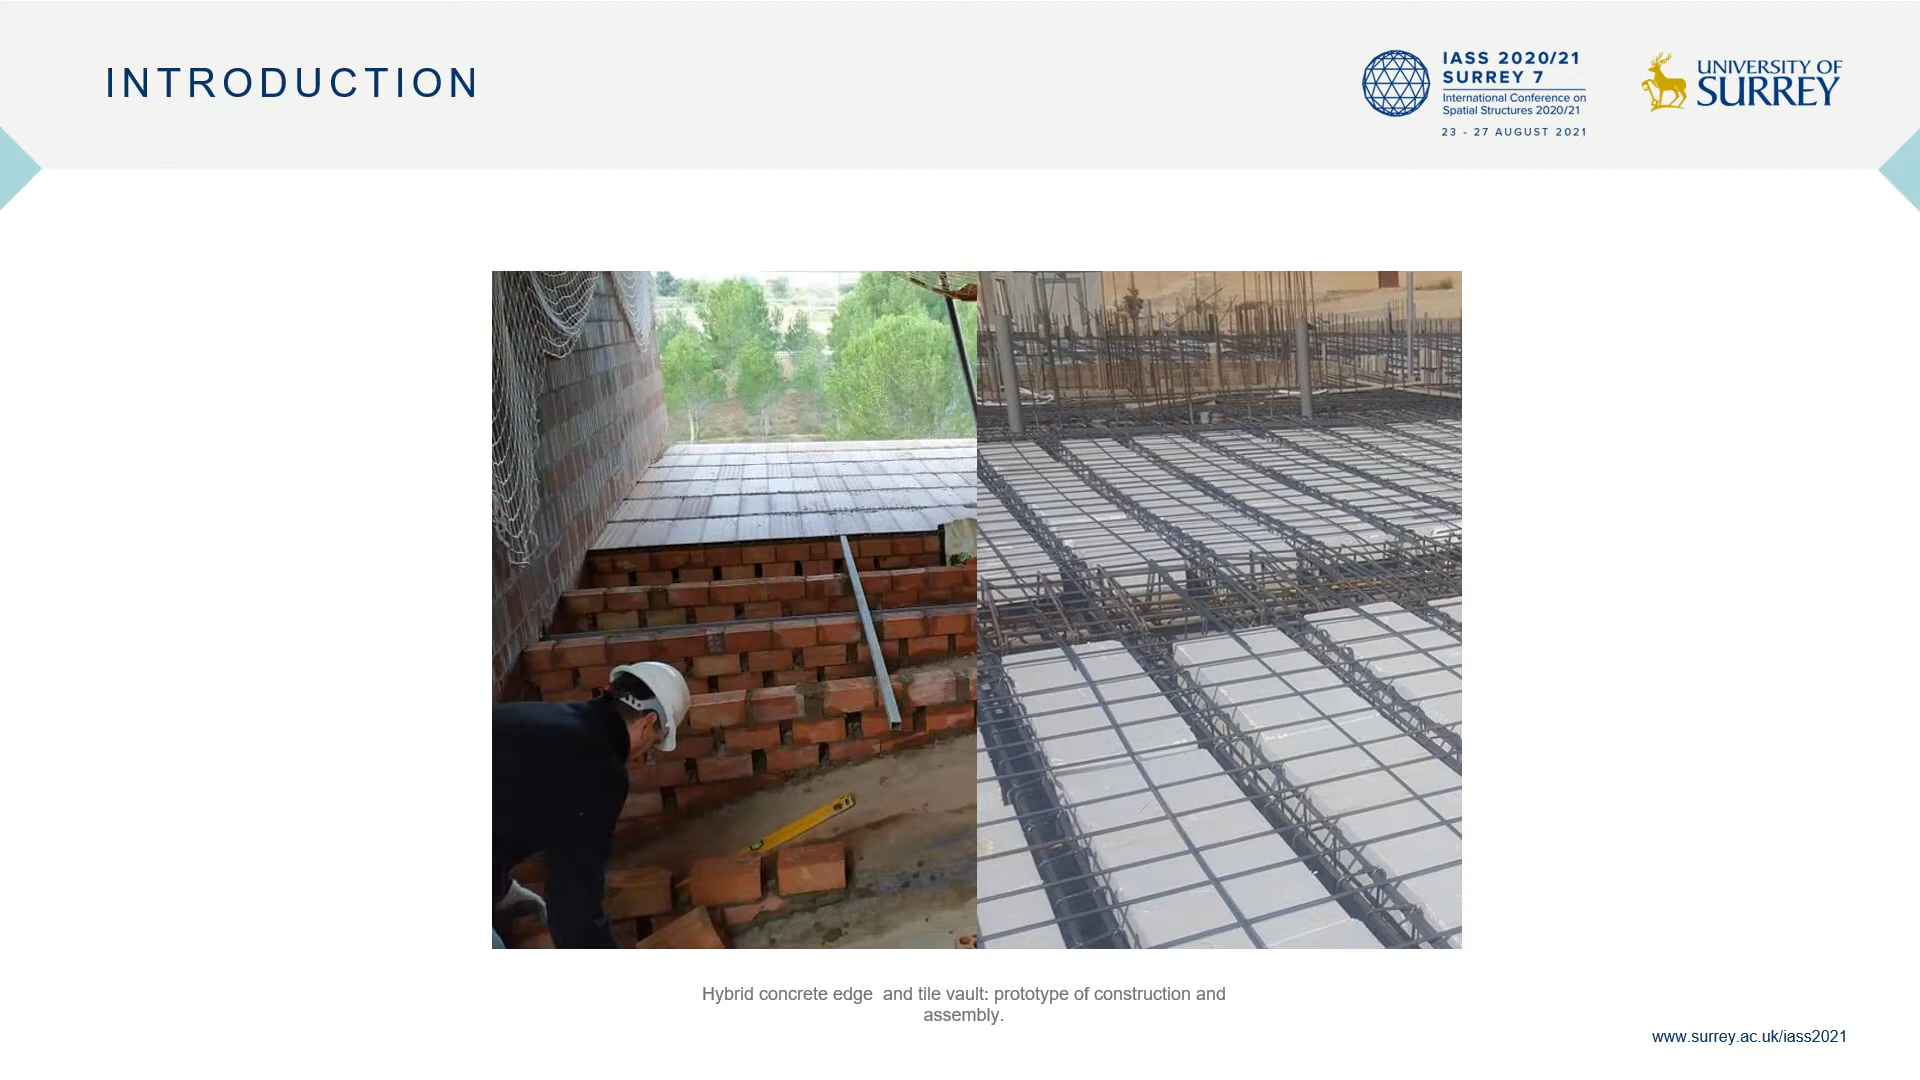 INTRODUCTION
IASS 2020/21
SURREY 7
International Conference on
Spatial Structures 2020/21
23 - 27 AUGUST 2021
UNIVERSITY OF
SURREY
Hybrid concrete edge  and tile vault: prototype of construction and
assembly.
www.surrey.ac.uk/iass2021